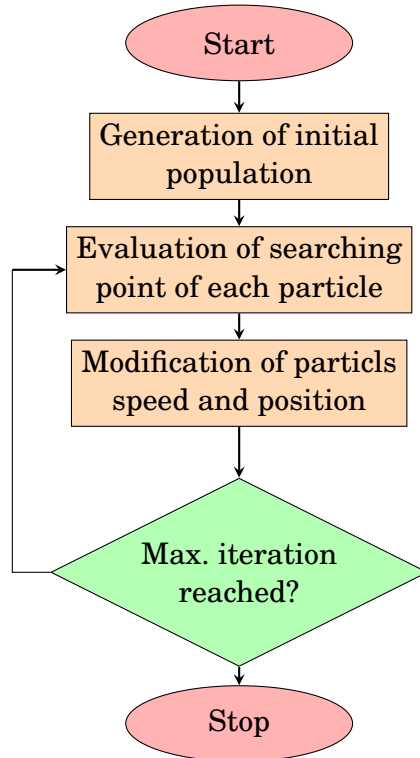 Start
Generation of initial
population
Evaluation of searching
point of each particle
Modification of particls
speed and position
Max. iteration
reached?
Stop